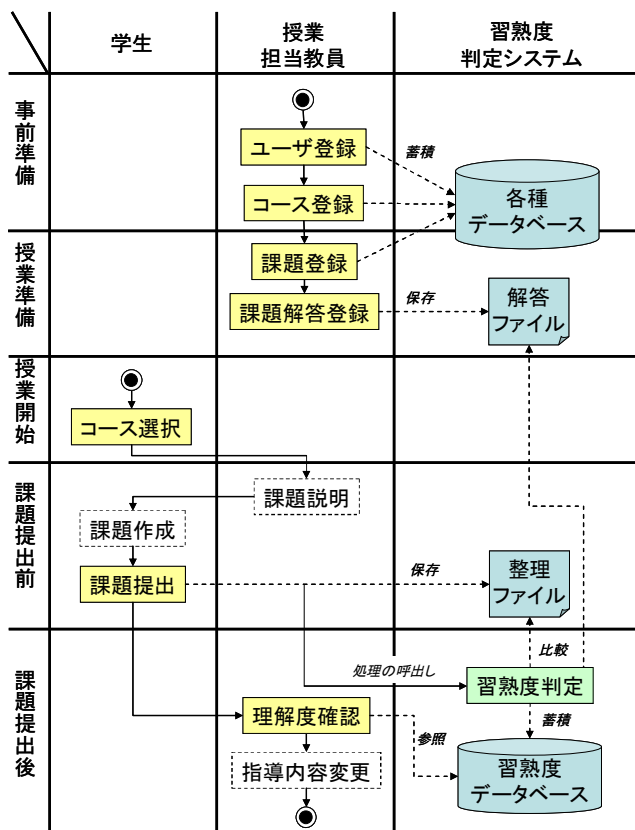 学生
授業
担当教員
習熟度
判定システム
事前準備
ユーザ登録
蓄積
コース登録
各種
データベース
授業準備
課題登録
課題解答登録
保存
解答
ファイル
授業開始
コース選択
課題提出前
課題説明
課題作成
課題提出
保存
整理
ファイル
課題提出後
比較
処理の呼出し
習熟度判定
理解度確認
参照
蓄積
指導内容変更
習熟度
データベース